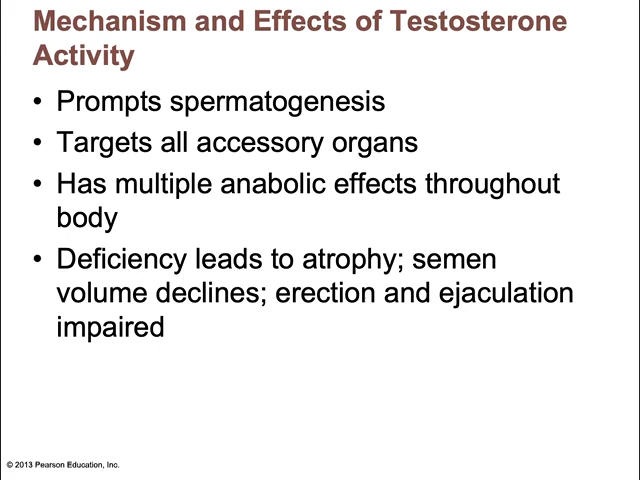 Mechanism and Effects of Testosterone
Activity
• Prompts spermatogenesis
• Targets all accessory organs
• Has multiple anabolic effects throughout
body
• Deficiency leads to atrophy; semen
volume declines; erection and ejaculation
impaired
© 2013 Pearson Education, Inc.